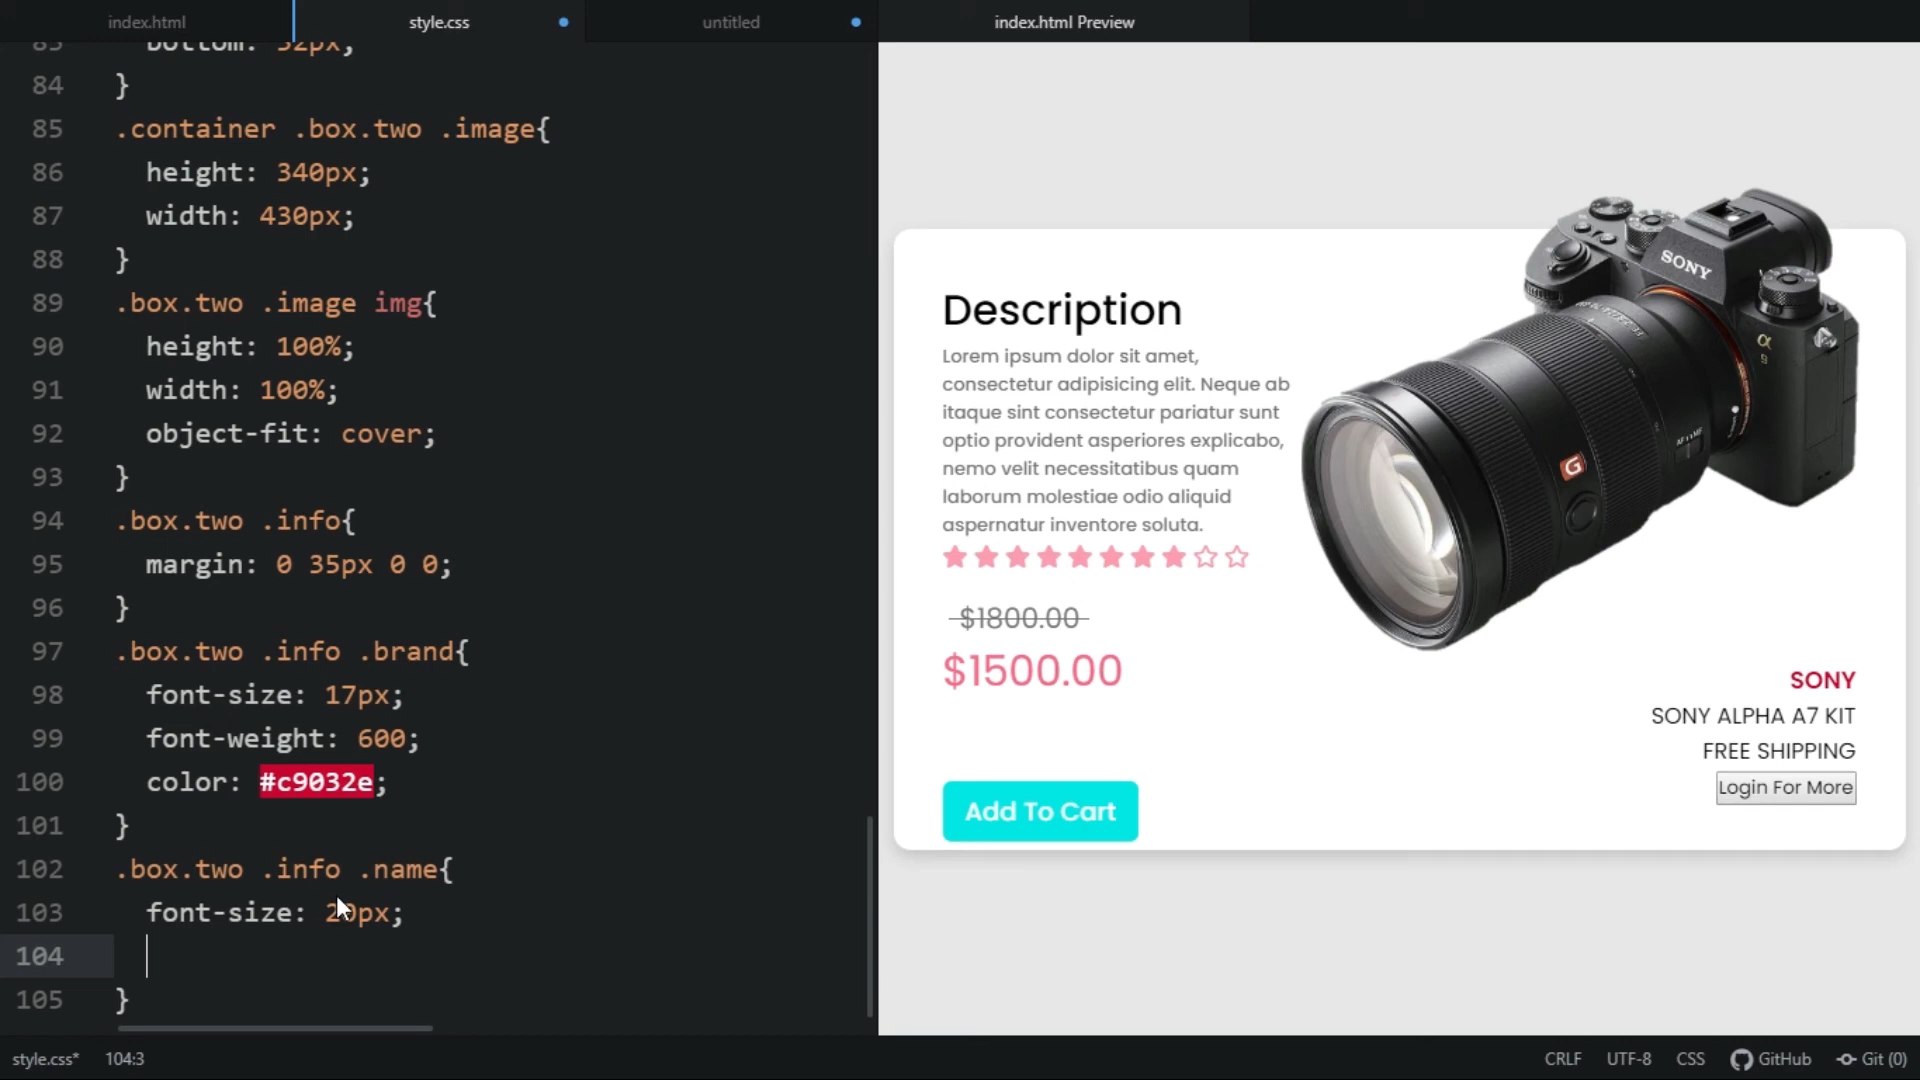 index.html
style.css
untitled
index.html Preview
83 bottom: 52px;
84 }
85 .container .box.two .image{
86 height: 340px;
87 width: 430px;
88 }
89 .box.two .image img{
90 height: 100%;
91 width: 100%;
92 object-fit: cover;
93 }
94 .box.two .info{
95 margin: 0 35px 0 0;
96 }
97 .box.two .info .brand{
98 font-size: 17px;
99 font-weight: 600;
100 color: #c9032e;
101 }
102 .box.two .info .name{
103 font-size: 20px;
104
105 }
style.css* 104:3
Description
Lorem ipsum dolor sit amet,
consectetur adipisicing elit. Neque ab
itaque sint consectetur pariatur sunt
optio provident asperiores explicabo,
nemo velit necessitatibus quam
laborum molestiae odio aliquid
aspernatur inventore soluta.
$1800.00
$1500.00
Add To Cart
SONY
α
9
G
SONY
SONY ALPHA A7 KIT
FREE SHIPPING
Login For More
CRLF UTF-8 CSS GitHub Git (0)